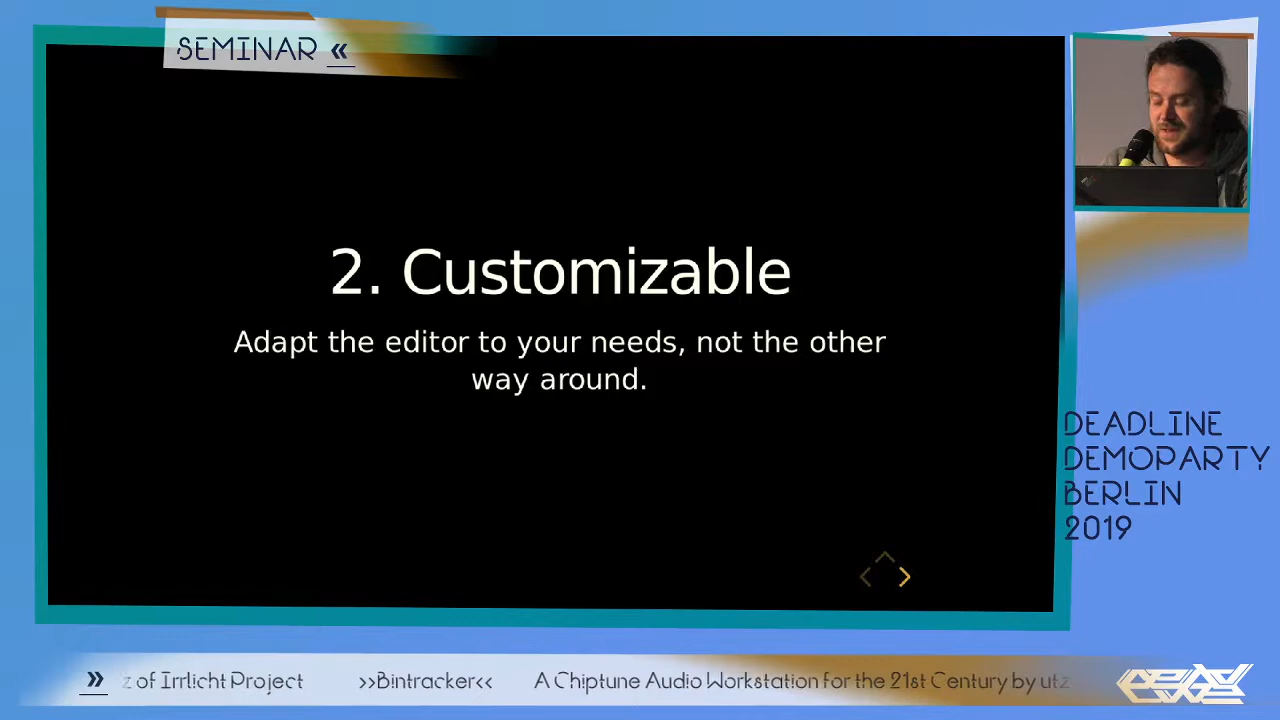 SEMINAR «
2. Customizable
Adapt the editor to your needs, not the other
way around.
DEADLINE
DEMOPARTY
BERLIN
2019
» z of Irrlicht Project >>Bintracker<< A Chiptune Audio Workstation for the 21st Century by utz